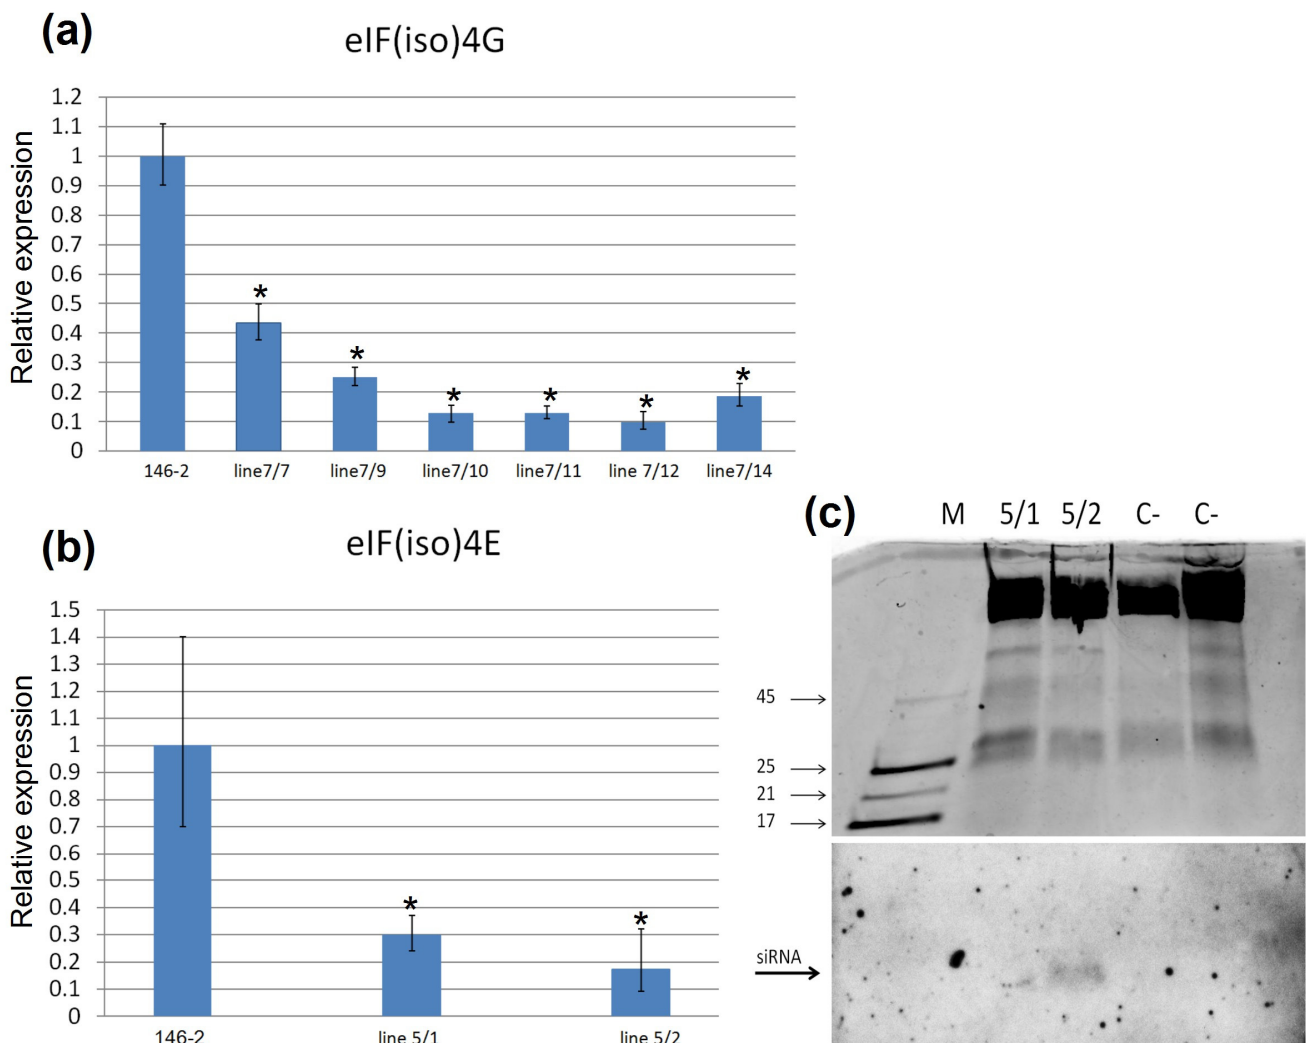 (a)
eIF(iso)4G
Relative expression
1.2
1.1
1
0.9
0.8
0.7
0.6
0.5
0.4
0.3
0.2
0.1
0
* * * * * *
146-2 line7/7 line7/9 line7/10 line7/11 line 7/12 line7/14
(b)
eIF(iso)4E
Relative expression
1.5
1.4
1.3
1.2
1.1
1
0.9
0.8
0.7
0.6
0.5
0.4
0.3
0.2
0.1
0
* *
146-2 line 5/1 line 5/2
(c)
M 5/1 5/2 C- C-
45
25
21
17
siRNA